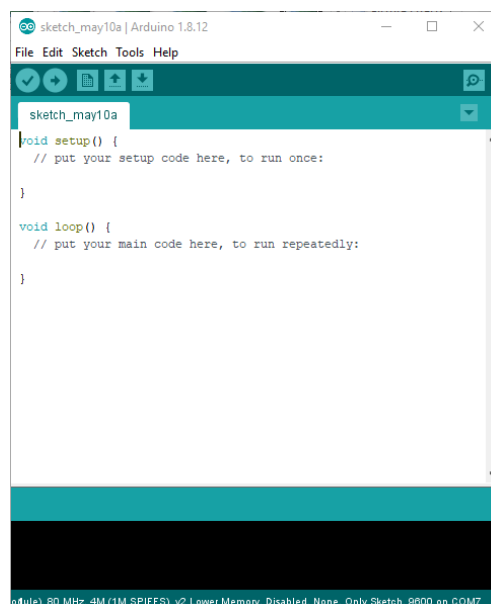 sketch_may10a | Arduino 1.8.12
File Edit Sketch Tools Help
sketch_may10a
void setup() {
  // put your setup code here, to run once:
}
void loop() {
  // put your main code here, to run repeatedly:
}
80 MHz, 4M (1M SPIFFS), v2 Lower Memory, Disabled, None, Only Sketch, 9600 on COM7